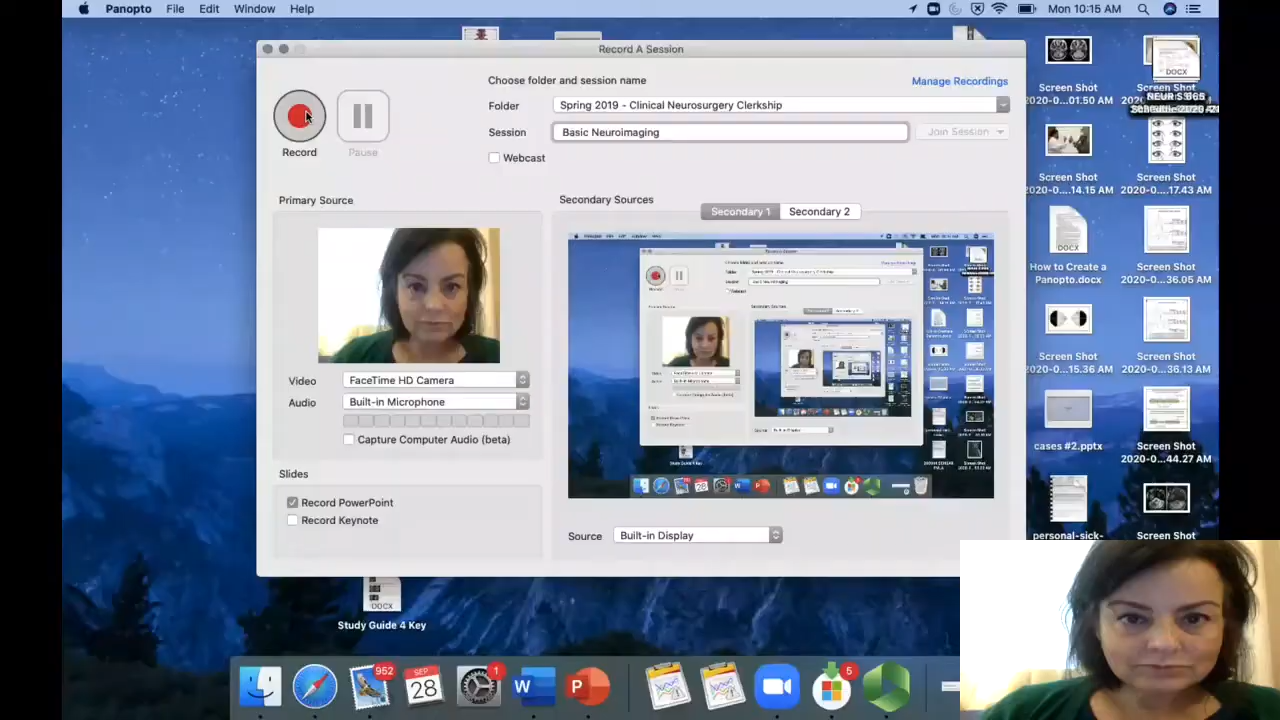 Panopto File Edit Window Help Mon 10:15 AM
Record A Session
Choose folder and session name
Manage Recordings
Folder Spring 2019 - Clinical Neurosurgery Clerkship
Session Basic Neuroimaging Join Session
Record Pause
Webcast
Primary Source
Secondary Sources
Secondary 1 Secondary 2
Video FaceTime HD Camera
Audio Built-in Microphone
Capture Computer Audio (beta)
Slides
Record PowerPoint
Record Keynote
Source Built-in Display
Screen Shot
2020-0....01.50 AM
DOCX
NEUR S 665
Screen Shot
2020-0....14.15 AM
Screen Shot
2020-0....17.43 AM
DOCX
How to Create a
Panopto.docx
Screen Shot
2020-0....36.05 AM
Screen Shot
2020-0....15.36 AM
Screen Shot
2020-0....36.13 AM
cases #2.pptx
Screen Shot
2020-0...44.27 AM
personal-sick-
Screen Shot
DOCX
Study Guide 4 Key
952
SEP
28
1
W
P
5